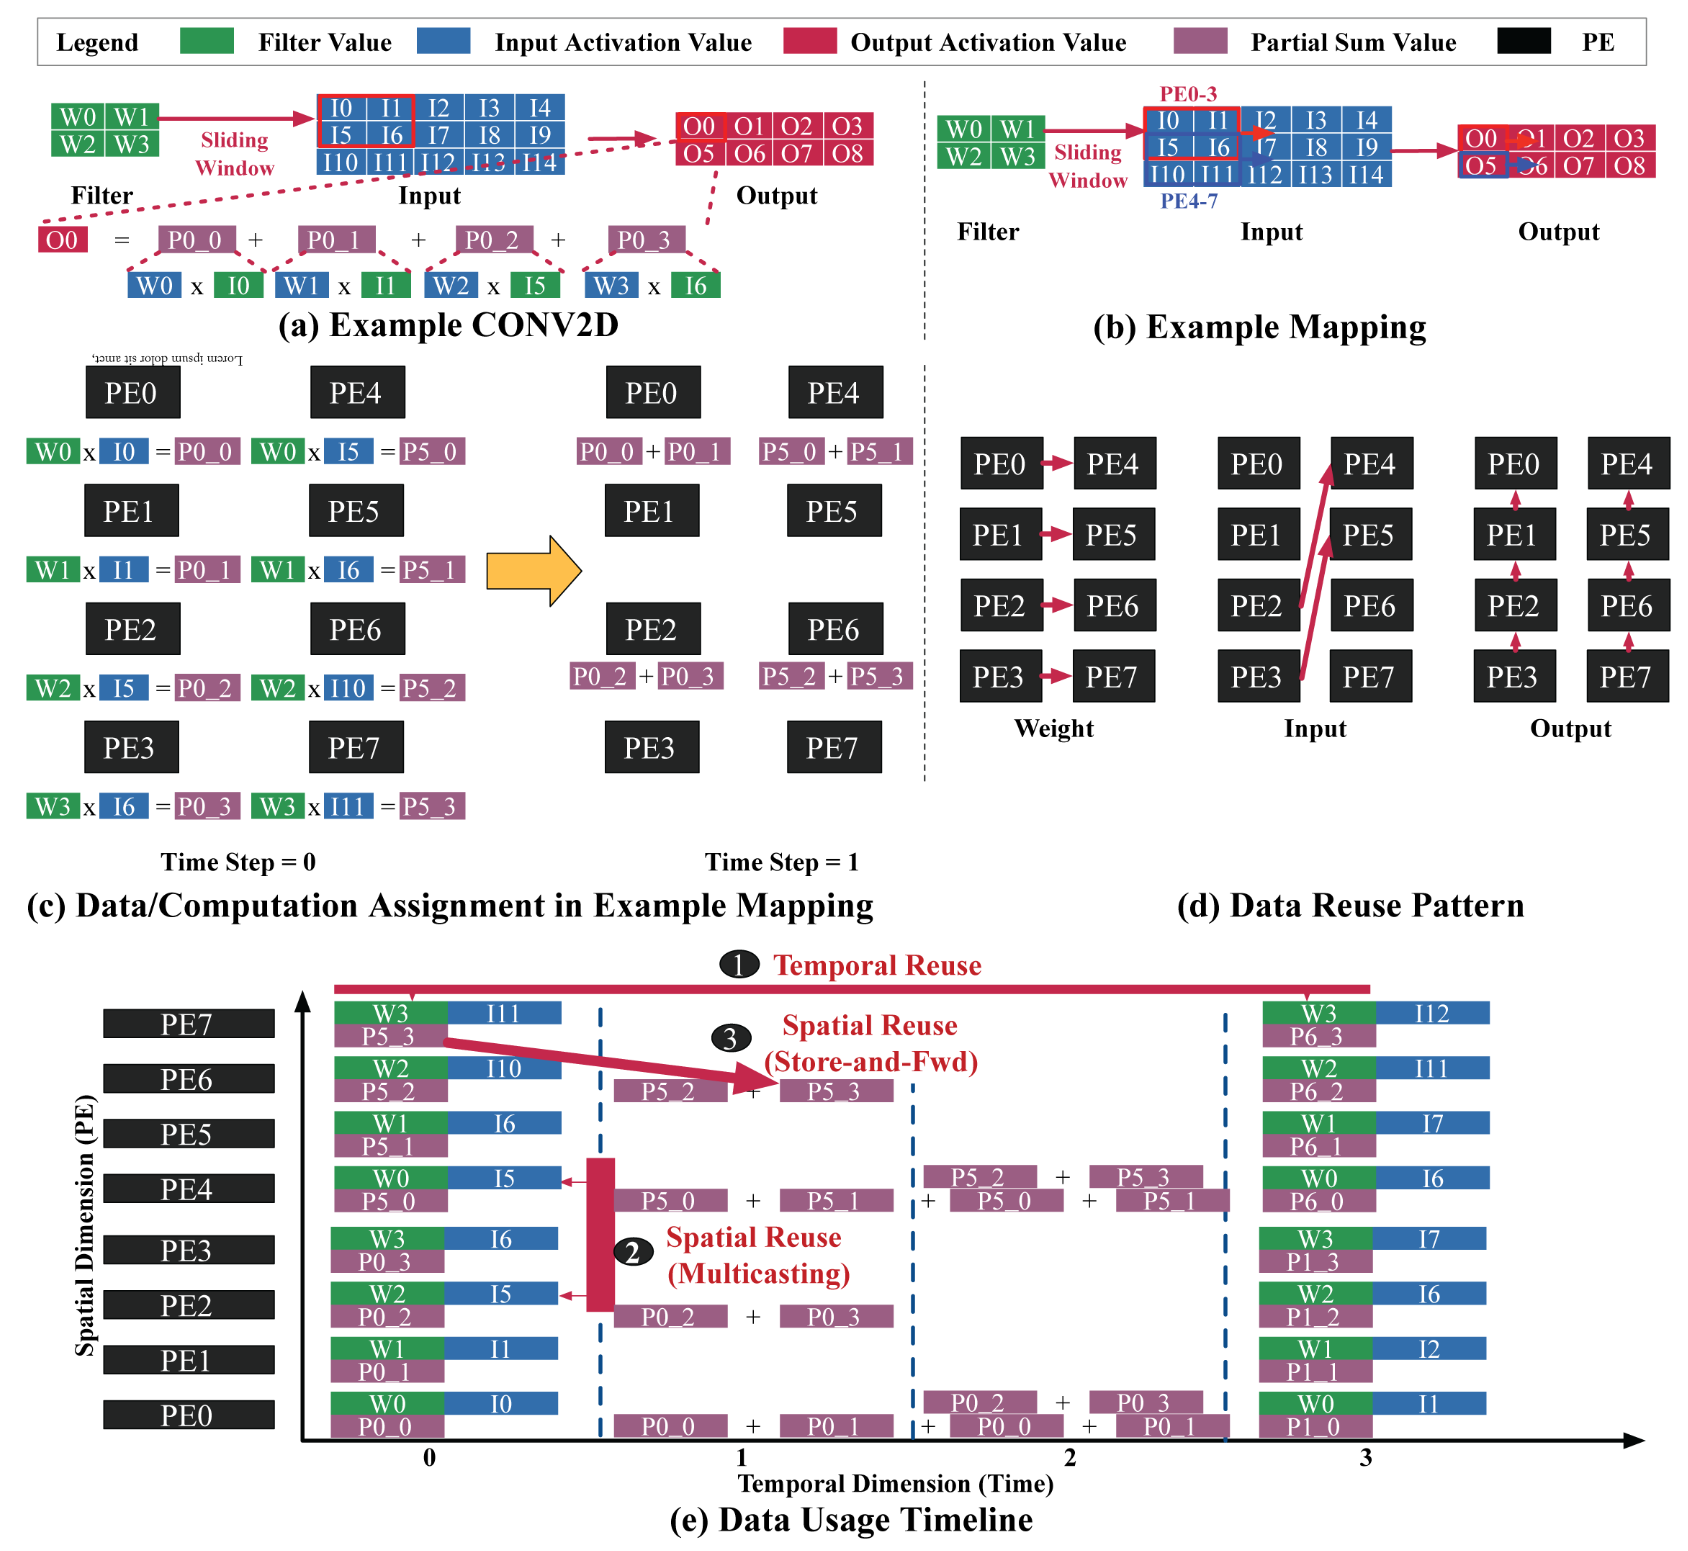 Legend Filter Value Input Activation Value Output Activation Value Partial Sum Value PE
W0 W1
W2 W3
Filter
Sliding
Window
I0 I1 I2 I3 I4
I5 I6 I7 I8 I9
I10 I11 I12 I13 I14
Input
O0 O1 O2 O3
O5 O6 O7 O8
Output
O0 = P0_0 + P0_1 + P0_2 + P0_3
W0 x I0 W1 x I1 W2 x I5 W3 x I6
(a) Example CONV2D
W0 W1
W2 W3
Filter
Sliding
Window
PE0-3
I0 I1 I2 I3 I4
I5 I6 I7 I8 I9
I10 I11 I12 I13 I14
PE4-7
Input
O0 O1 O2 O3
O5 O6 O7 O8
Output
(b) Example Mapping
Lorem ipsum dolor sit amet,
PE0 PE4
W0 x I0 = P0_0 W0 x I5 = P5_0
PE1 PE5
W1 x I1 = P0_1 W1 x I6 = P5_1
PE2 PE6
W2 x I5 = P0_2 W2 x I10 = P5_2
PE3 PE7
W3 x I6 = P0_3 W3 x I11 = P5_3
Time Step = 0
PE0 PE4
P0_0 + P0_1 P5_0 + P5_1
PE1 PE5
PE2 PE6
P0_2 + P0_3 P5_2 + P5_3
PE3 PE7
Time Step = 1
(c) Data/Computation Assignment in Example Mapping
PE0 PE4
PE1 PE5
PE2 PE6
PE3 PE7
Weight
PE0 PE4
PE1 PE5
PE2 PE6
PE3 PE7
Input
PE0 PE4
PE1 PE5
PE2 PE6
PE3 PE7
Output
(d) Data Reuse Pattern
1 Temporal Reuse
Spatial Dimension (PE)
PE7 W3 I11 W3 I12
P5_3 P6_3
3 Spatial Reuse
(Store-and-Fwd)
PE6 W2 I10 W2 I11
P5_2 P5_2 + P5_3 P6_2
PE5 W1 I6 W1 I7
P5_1 P6_1
PE4 W0 I5 P5_2 + P5_3 W0 I6
P5_0 P5_0 + P5_1 + P5_0 + P5_1 P6_0
2 Spatial Reuse
(Multicasting)
PE3 W3 I6 W3 I7
P0_3 P1_3
PE2 W2 I5 W2 I6
P0_2 P0_2 + P0_3 P1_2
PE1 W1 I1 W1 I2
P0_1 P1_1
PE0 W0 I0 P0_2 + P0_3 W0 I1
P0_0 P0_0 + P0_1 + P0_0 + P0_1 P1_0
0 1 2 3
Temporal Dimension (Time)
(e) Data Usage Timeline